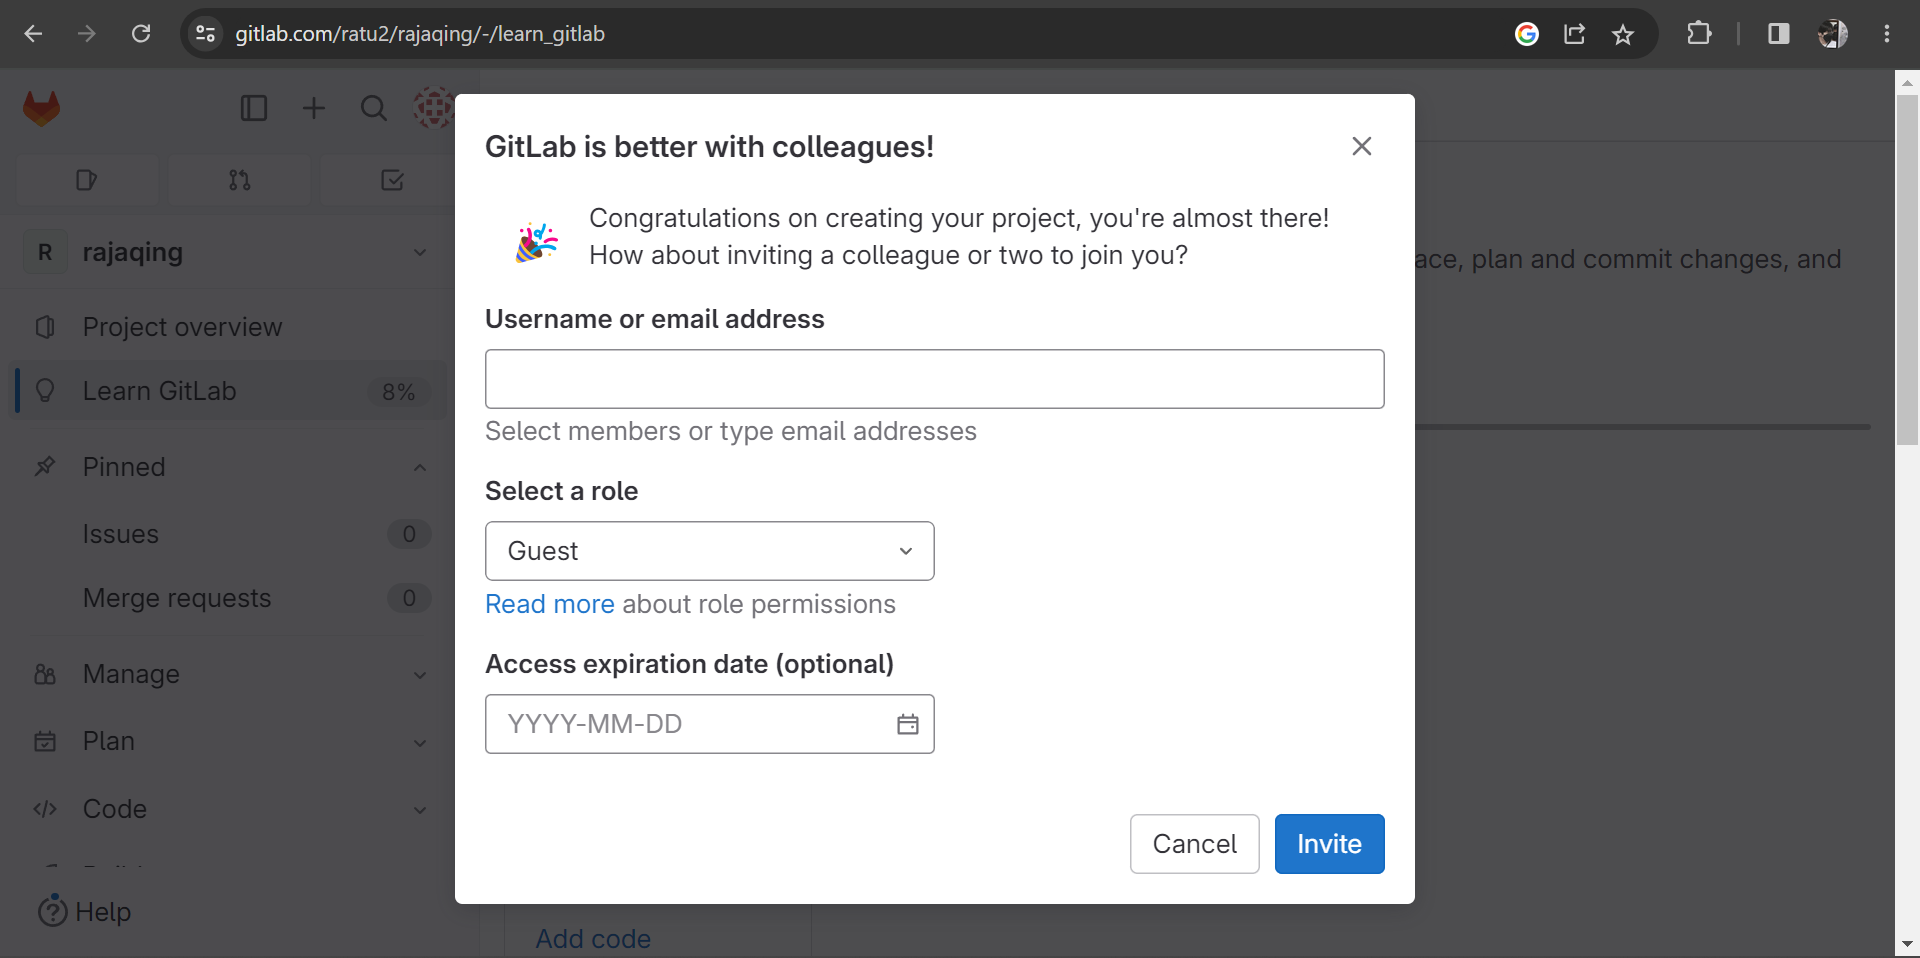 gitlab.com/ratu2/rajaqing/-/learn_gitlab
R rajaqing
Project overview
Learn GitLab 8%
Pinned
Issues 0
Merge requests 0
Manage
Plan
Code
Help
GitLab is better with colleagues!
Congratulations on creating your project, you're almost there!
How about inviting a colleague or two to join you?
Username or email address
Select members or type email addresses
Select a role
Guest
Read more about role permissions
Access expiration date (optional)
YYYY-MM-DD
Cancel Invite
ace, plan and commit changes, and
Add code